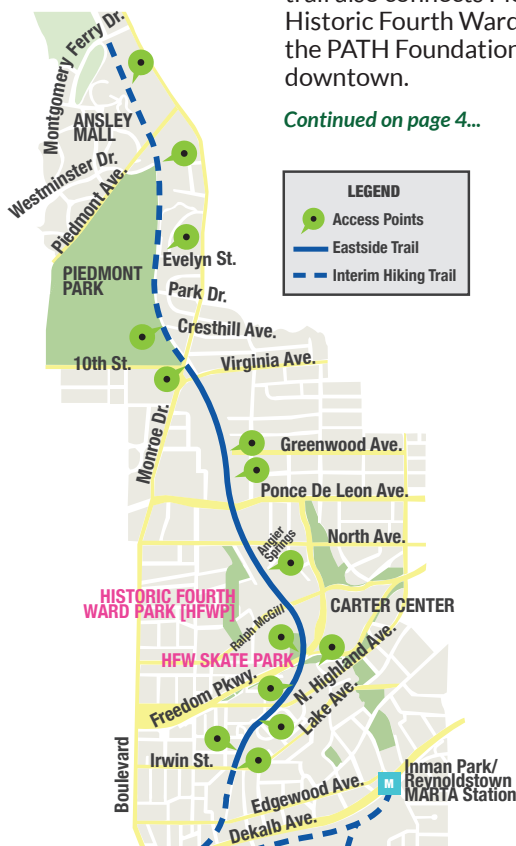 trail also connects
Historic Fourth Ward
the PATH Foundation
downtown.
Continued on page 4...
LEGEND
Access Points
Eastside Trail
Interim Hiking Trail
Montgomery Ferry Dr.
ANSLEY
MALL
Westminster Dr.
Piedmont Ave.
PIEDMONT
PARK
Evelyn St.
Park Dr.
Cresthill Ave.
10th St.
Virginia Ave.
Monroe Dr.
Greenwood Ave.
Ponce De Leon Ave.
North Ave.
Angier
Springs
HISTORIC FOURTH
WARD PARK [HFWP]
CARTER CENTER
Ralph McGill
HFW SKATE PARK
N. Highland Ave.
Freedom Pkwy.
Lake Ave.
Irwin St.
Boulevard
Edgewood Ave.
Dekalb Ave.
M
Inman Park/
Reynoldstown
MARTA Station